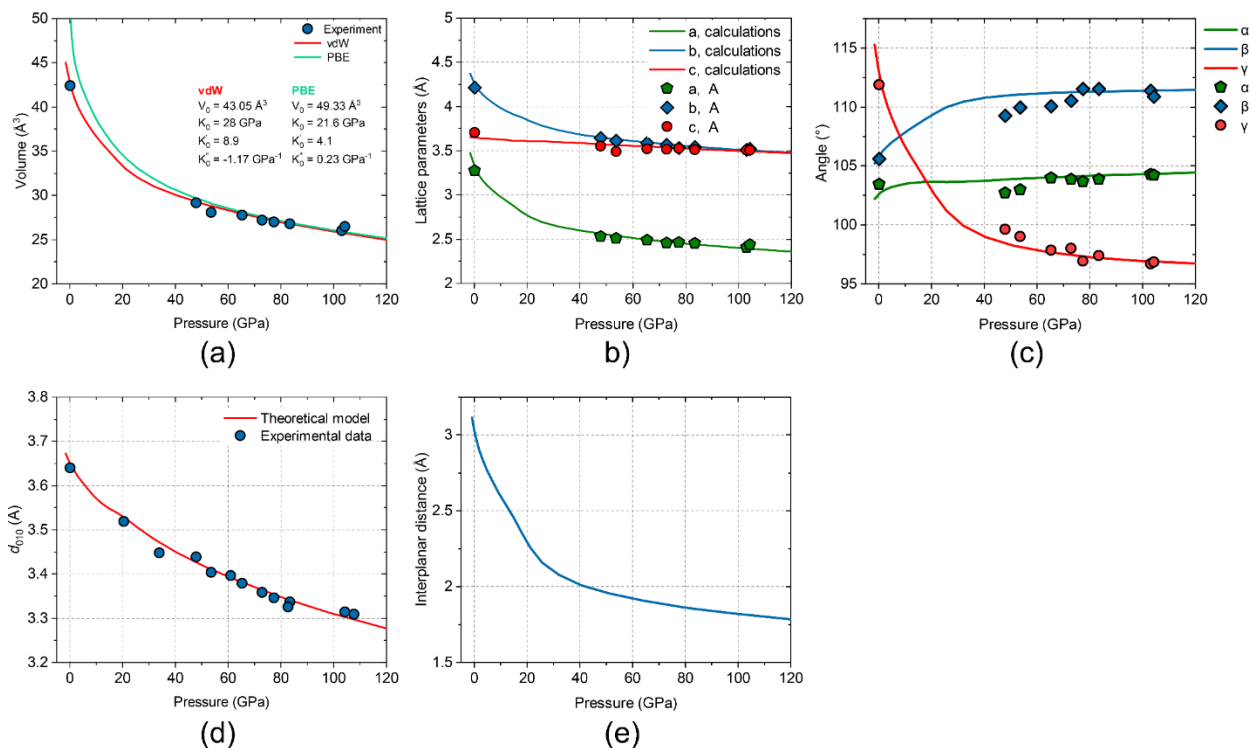 50
45
40
35
30
25
20
Volume (Å³)
Experiment
vdW
PBE
vdW PBE
V₀ = 43.05 Å³ V₀ = 49.33 Å³
K₀ = 28 GPa K₀ = 21.6 GPa
K₀' = 8.9 K₀' = 4.1
K₀'' = -1.17 GPa⁻¹ K₀'' = 0.23 GPa⁻¹
0 20 40 60 80 100 120
Pressure (GPa)
(a)
5
4.5
4
3.5
3
2.5
2
Lattice parameters (Å)
a, calculations
b, calculations
c, calculations
a, A
b, A
c, A
0 20 40 60 80 100 120
Pressure (GPa)
(b)
115
110
105
100
95
Angle (°)
α
β
γ
α
β
γ
0 20 40 60 80 100 120
Pressure (GPa)
(c)
3.8
3.7
3.6
3.5
3.4
3.3
3.2
d₀₁₀ (A)
Theoretical model
Experimental data
0 20 40 60 80 100 120
Pressure (GPa)
(d)
3
2.5
2
1.5
Interplanar distance (Å)
0 20 40 60 80 100 120
Pressure (GPa)
(e)